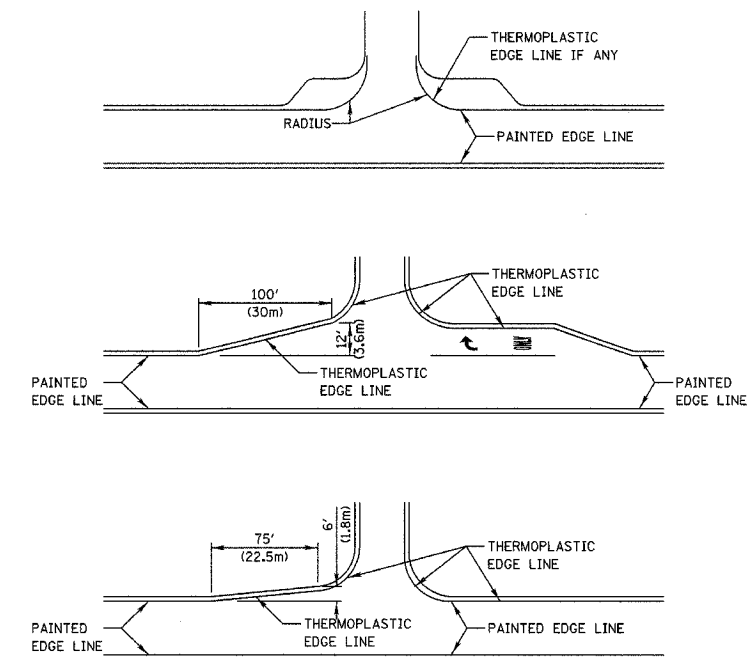 THERMOPLASTIC
EDGE LINE IF ANY
RADIUS
PAINTED EDGE LINE
100'
(30m)
12'
(3.6m)
THERMOPLASTIC
EDGE LINE
THERMOPLASTIC
EDGE LINE
PAINTED
EDGE LINE
PAINTED
EDGE LINE
75'
(22.5m)
6'
(1.8m)
THERMOPLASTIC
EDGE LINE
THERMOPLASTIC
EDGE LINE
PAINTED
EDGE LINE
PAINTED EDGE LINE